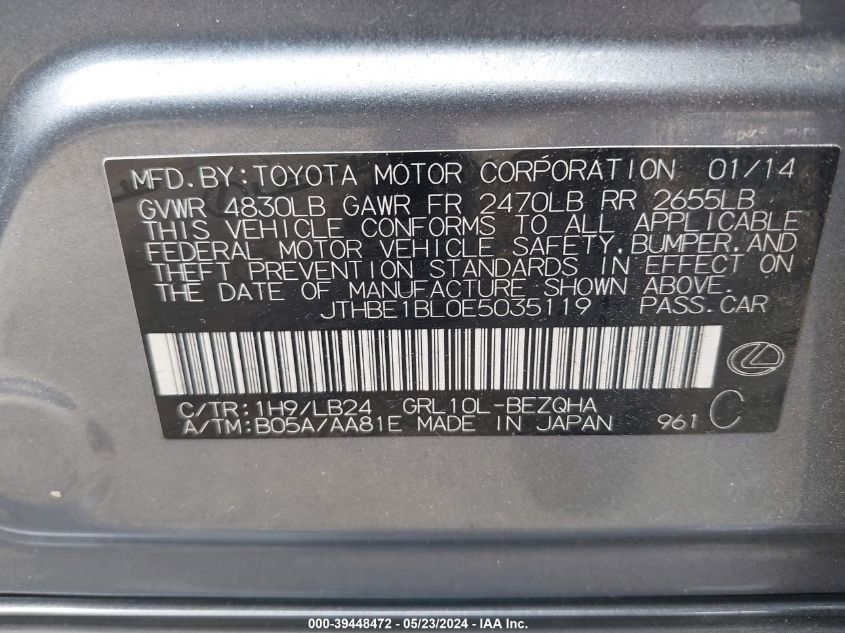 MFD.BY:TOYOTA MOTOR CORPORATION 01/14
GVWR 4830LB GAWR FR 2470LB RR 2655LB
THIS VEHICLE CONFORMS TO ALL APPLICABLE
FEDERAL MOTOR VEHICLE SAFETY,BUMPER,AND
THEFT PREVENTION STANDARDS IN EFFECT ON
THE DATE OF MANUFACTURE SHOWN ABOVE.
JTHBE1BL0E5035119 PASS.CAR
C/TR:1H9/LB24 GRL10L-BEZQHA
A/TM:B05A/AA81E MADE IN JAPAN 961 C
000-39448472 — 05/23/2024 — IAA Inc.